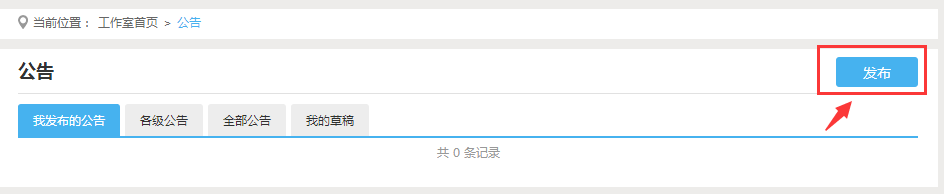 当前位置： 工作室首页 > 公告
公告
发布
我发布的公告 各级公告 全部公告 我的草稿
共 0 条记录